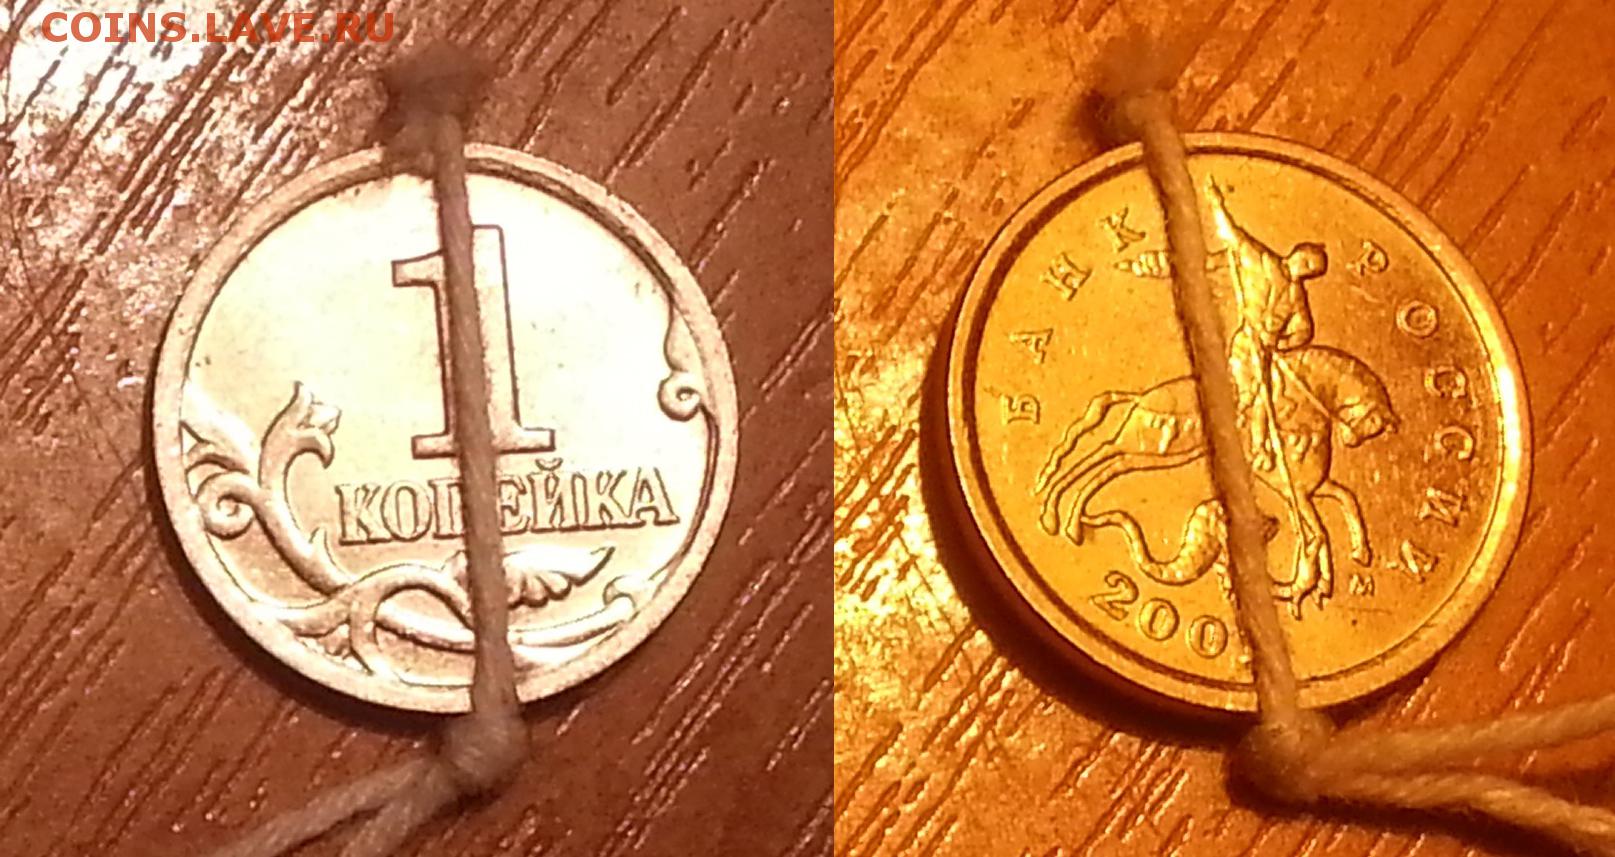 COINS.LAVE.RU
1
КОПЕЙКА
БАНК РОССИИ
М